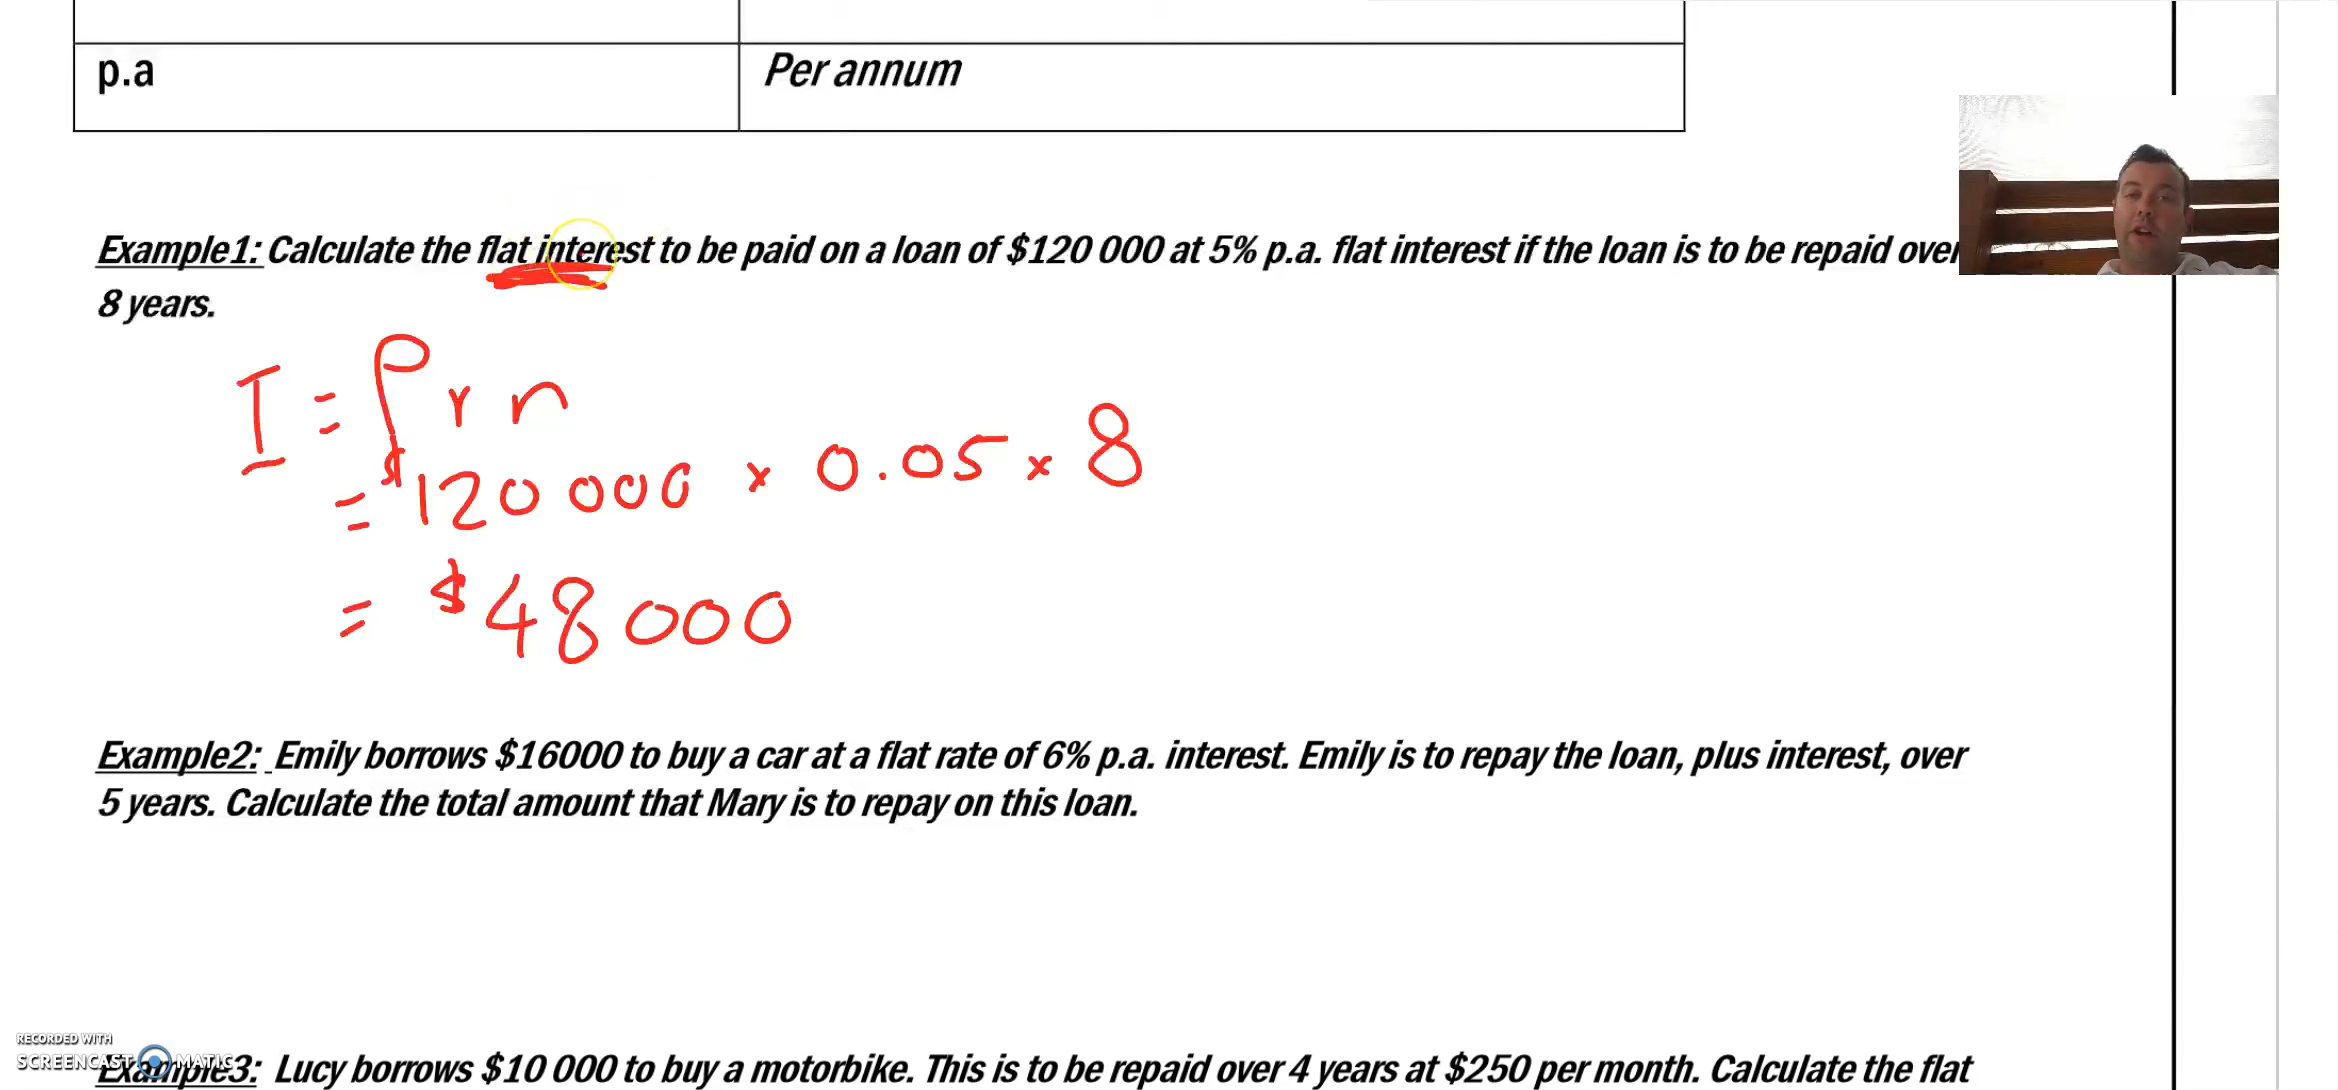 p.a
Per annum
Example1: Calculate the flat interest to be paid on a loan of $120 000 at 5% p.a. flat interest if the loan is to be repaid over
8 years.
I = P r n
= $120 000 × 0.05 × 8
= $48 000
Example2: Emily borrows $16000 to buy a car at a flat rate of 6% p.a. interest. Emily is to repay the loan, plus interest, over
5 years. Calculate the total amount that Mary is to repay on this loan.
RECORDED WITH
SCREENCAST MATIC
Example3: Lucy borrows $10 000 to buy a motorbike. This is to be repaid over 4 years at $250 per month. Calculate the flat